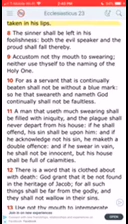 Ecclesiasticus 23
taken in his lips.
8 The sinner shall be left in his
foolishness: both the evil speaker and the
proud shall fall thereby.
9 Accustom not thy mouth to swearing;
neither use thyself to the naming of the
Holy One.
10 For as a servant that is continually
beaten shall not be without a blue mark:
so he that sweareth and nameth God
continually shall not be faultless.
11 A man that useth much swearing shall
be filled with iniquity, and the plague shall
never depart from his house: if he shall
offend, his sin shall be upon him: and if
he acknowledge not his sin, he maketh a
double offence: and if he swear in vain,
he shall not be innocent, but his house
shall be full of calamities.
12 There is a word that is clothed about
with death: God grant that it be not found
in the heritage of Jacob; for all such
things shall be far from the godly, and
they shall not wallow in their sins.
13 Use not thy mouth to intemperate